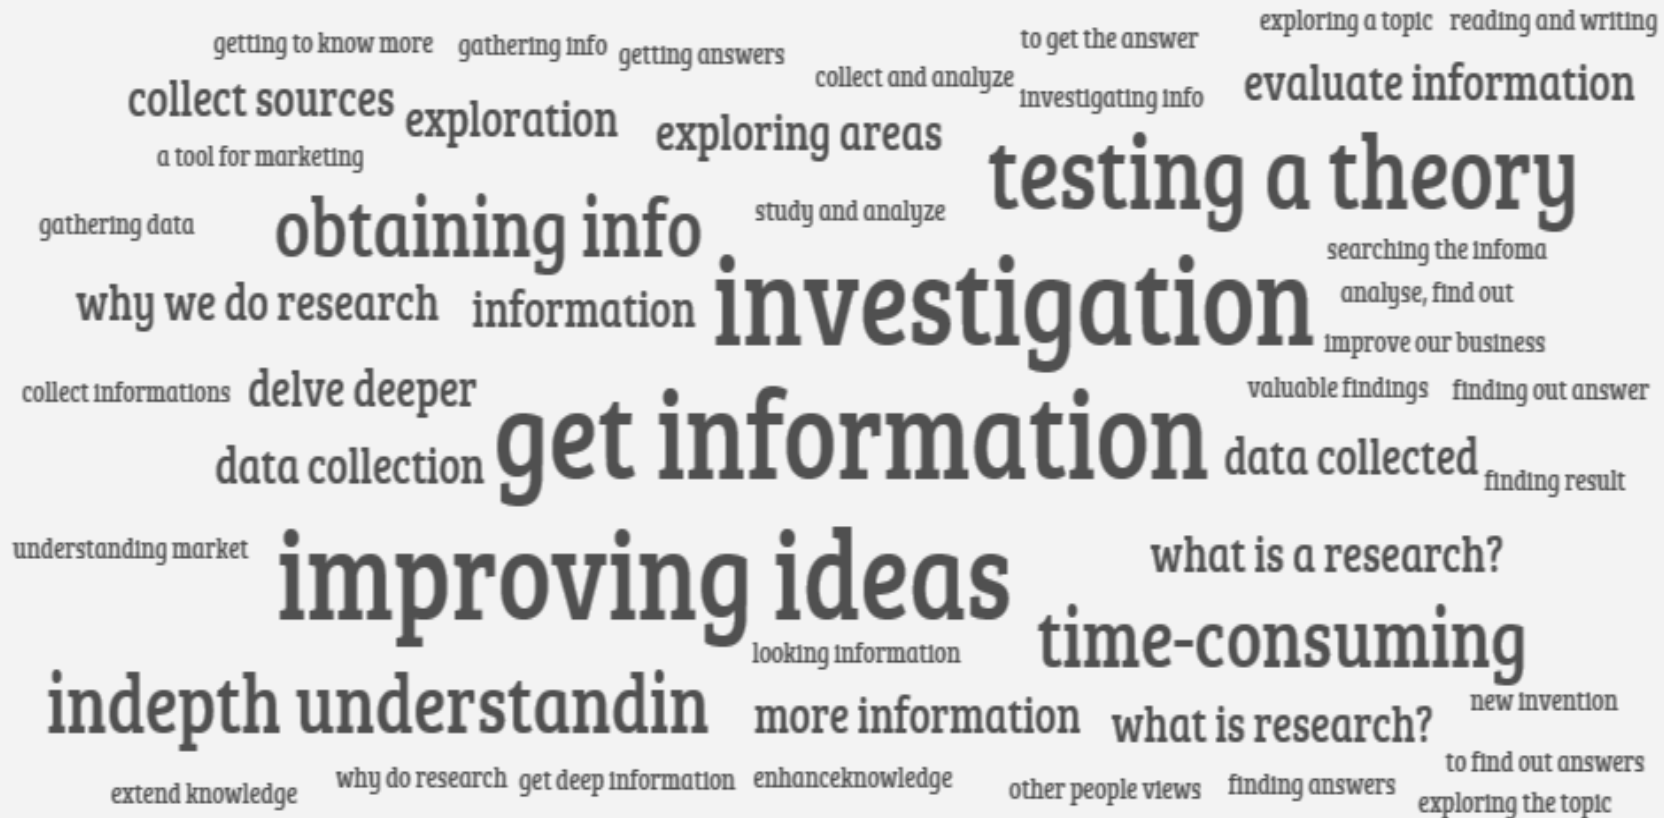 exploring a topic
reading and writing
getting to know more
gathering info
getting answers
to get the answer
collect and analyze
investigating info
evaluate information
collect sources
exploration
exploring areas
a tool for marketing
testing a theory
gathering data
obtaining info
study and analyze
searching the infoma
why we do research
information
investigation
analyse, find out
improve our business
collect informations
delve deeper
valuable findings
finding out answer
data collection
get information
data collected
finding result
understanding market
improving ideas
what is a research?
looking information
time-consuming
indepth understandin
more information
what is research?
new invention
extend knowledge
why do research
get deep information
enhanceknowledge
other people views
finding answers
to find out answers
exploring the topic